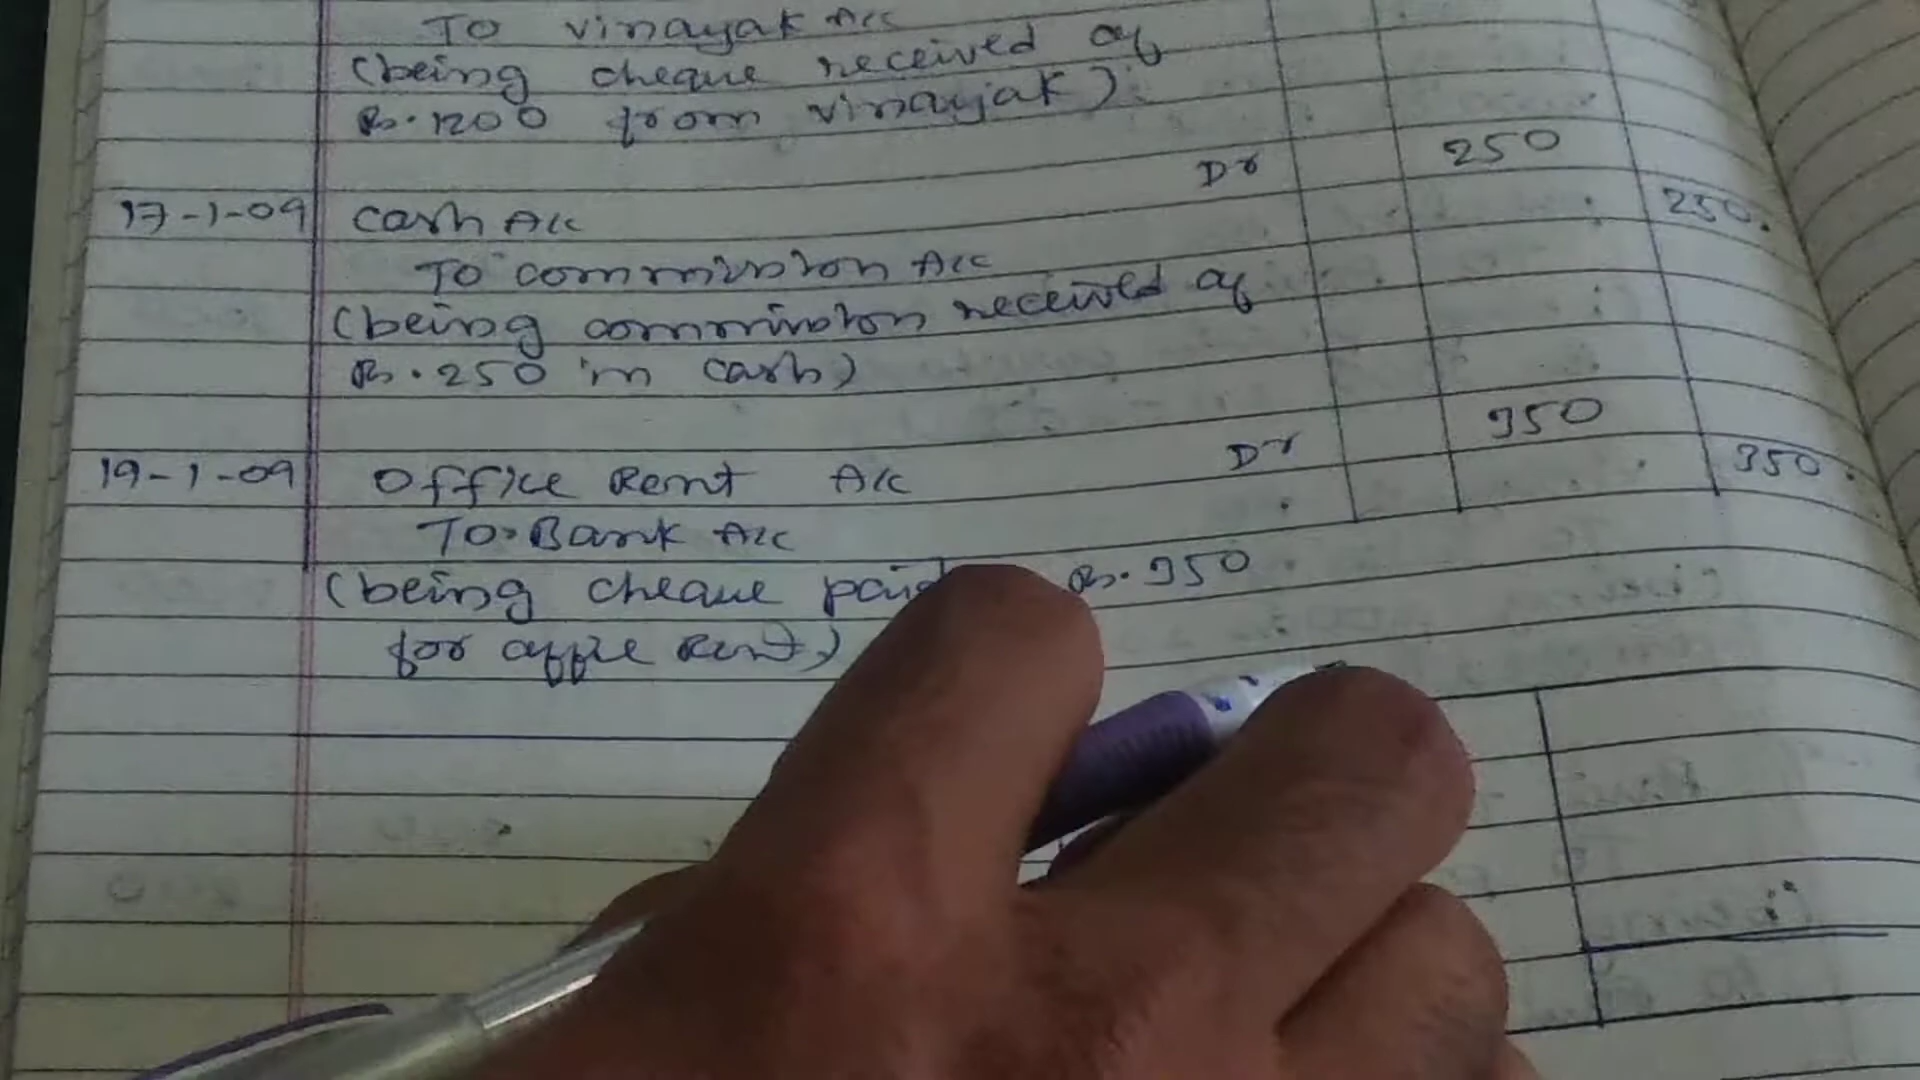 To vinayak A/c
(being cheque received of
Rs. 1200 from vinayak)
Dr 250
17-1-09 Cash A/c 250.
To commission A/c
(being commission received of
Rs. 250 in cash)
Dr 950
19-1-09 Office Rent A/c 950.
To Bank A/c
(being cheque paid Rs. 950
for office Rent)